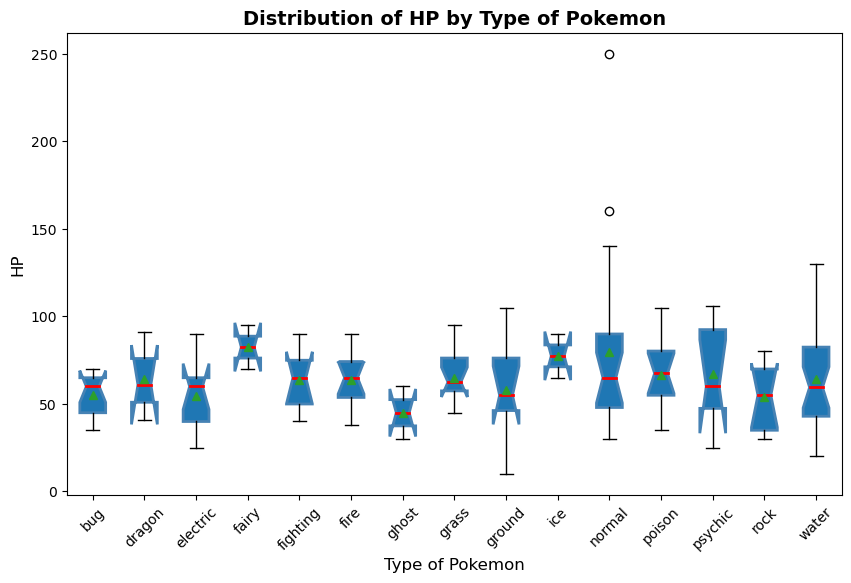 Distribution of HP by Type of Pokemon
250
200
150
100
50
0
HP
bug
dragon
electric
fairy
fighting
fire
ghost
grass
ground
ice
normal
poison
psychic
rock
water
Type of Pokemon